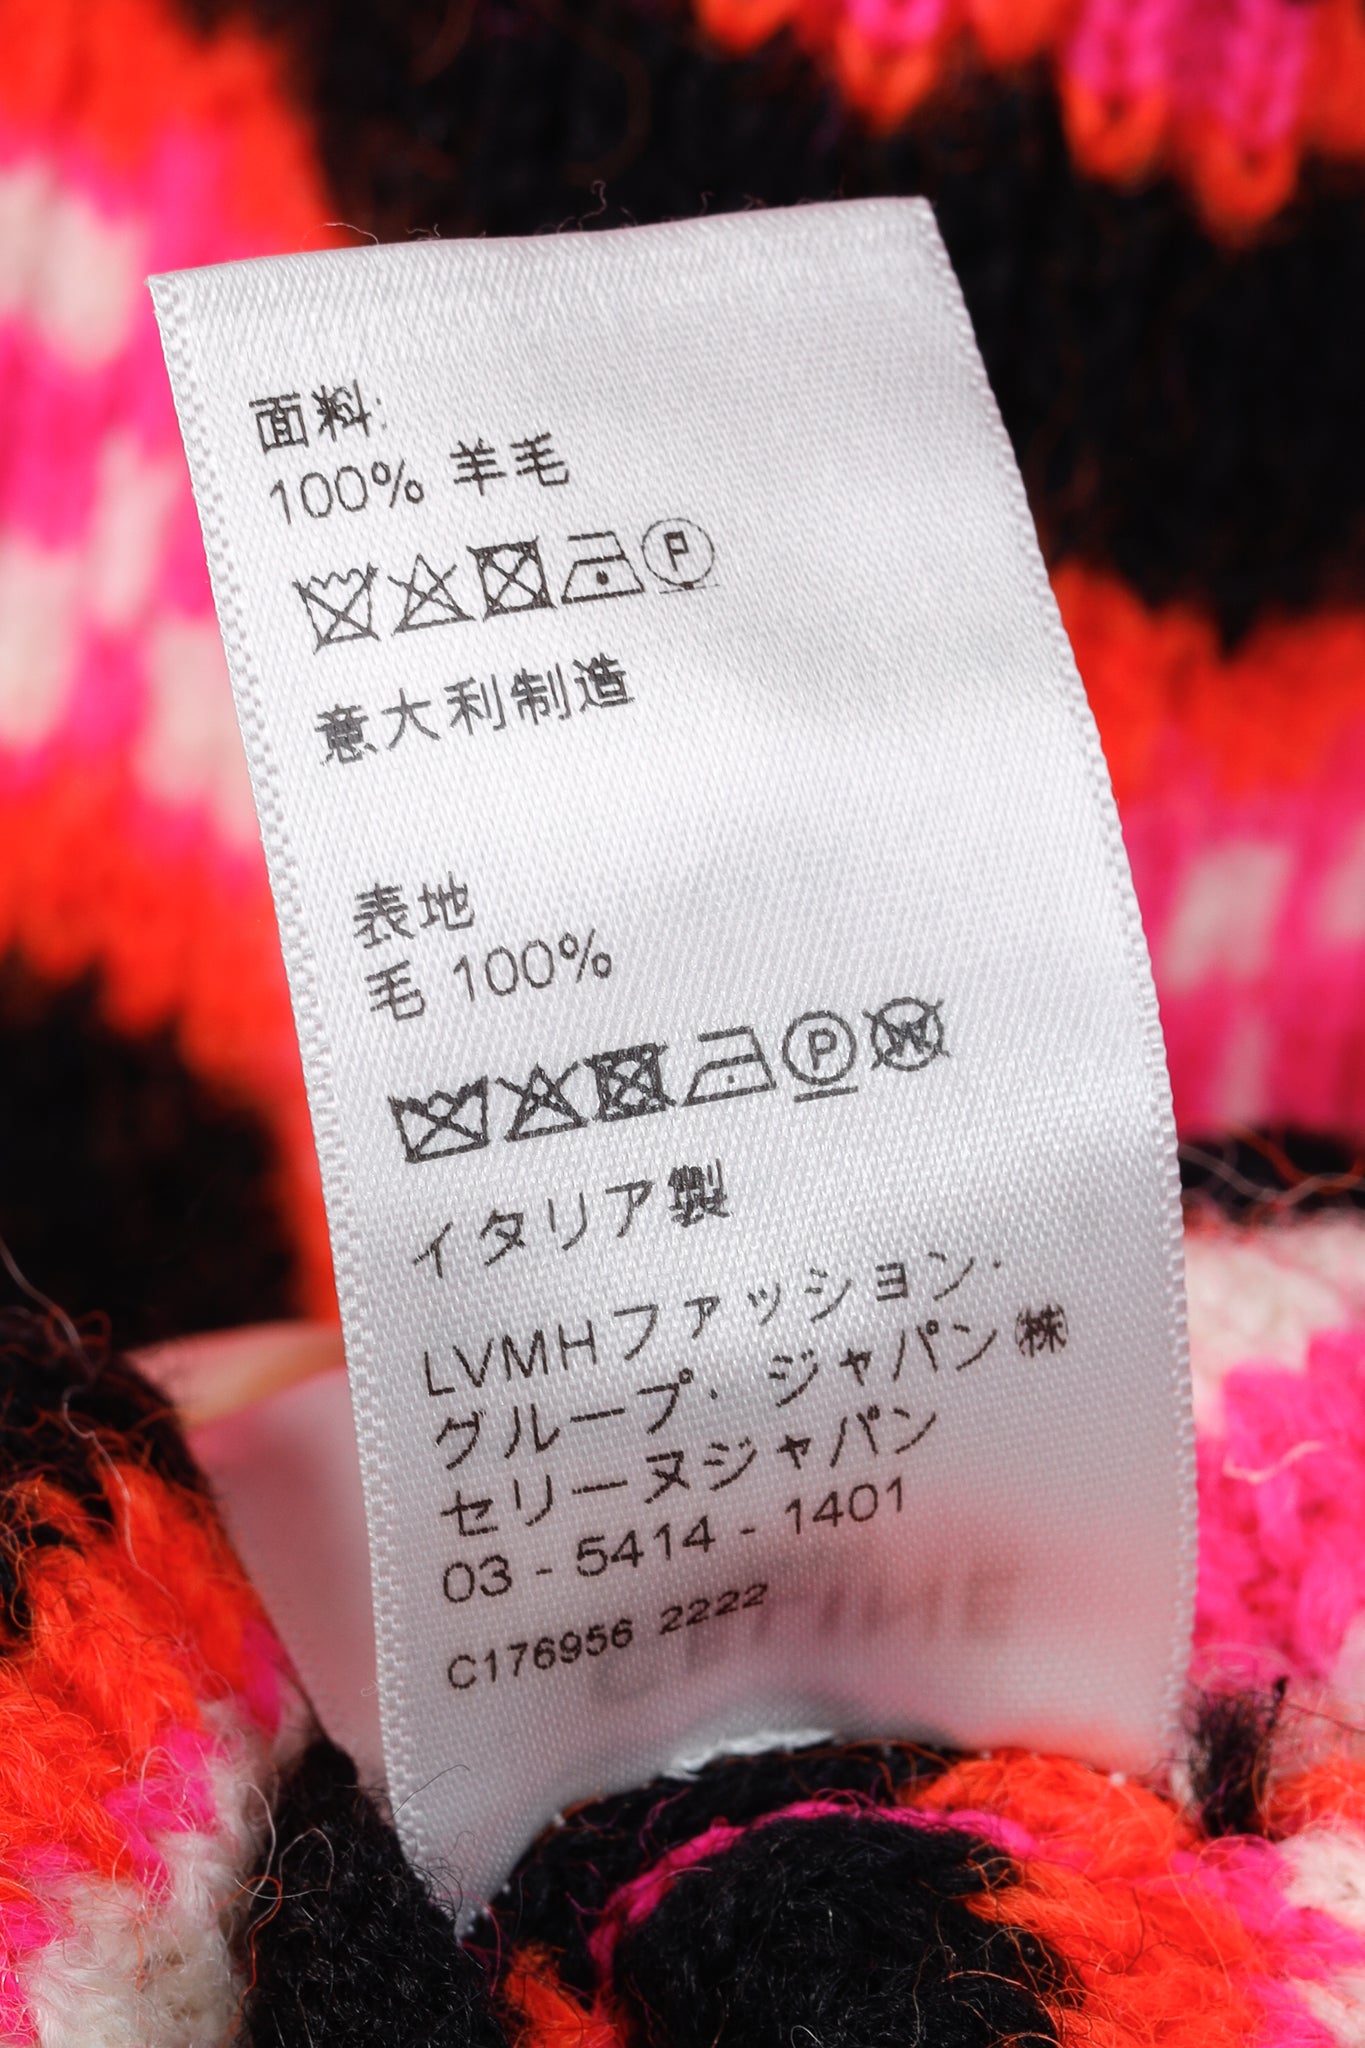 面料:
100% 羊毛
P
意大利制造
表地
毛 100%
P W
イタリア製
LVMHファッション・
グループ・ジャパン㈱
セリーヌジャパン
03 - 5414 - 1401
C176956 2222